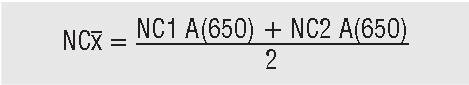 NCx̅ = NC1 A(650) + NC2 A(650) / 2